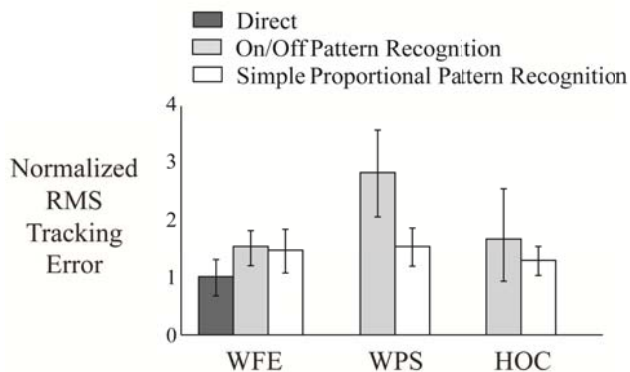 Direct
On/Off Pattern Recognition
Simple Proportional Pattern Recognition
Normalized
RMS
Tracking
Error
4
3
2
1
0
WFE
WPS
HOC